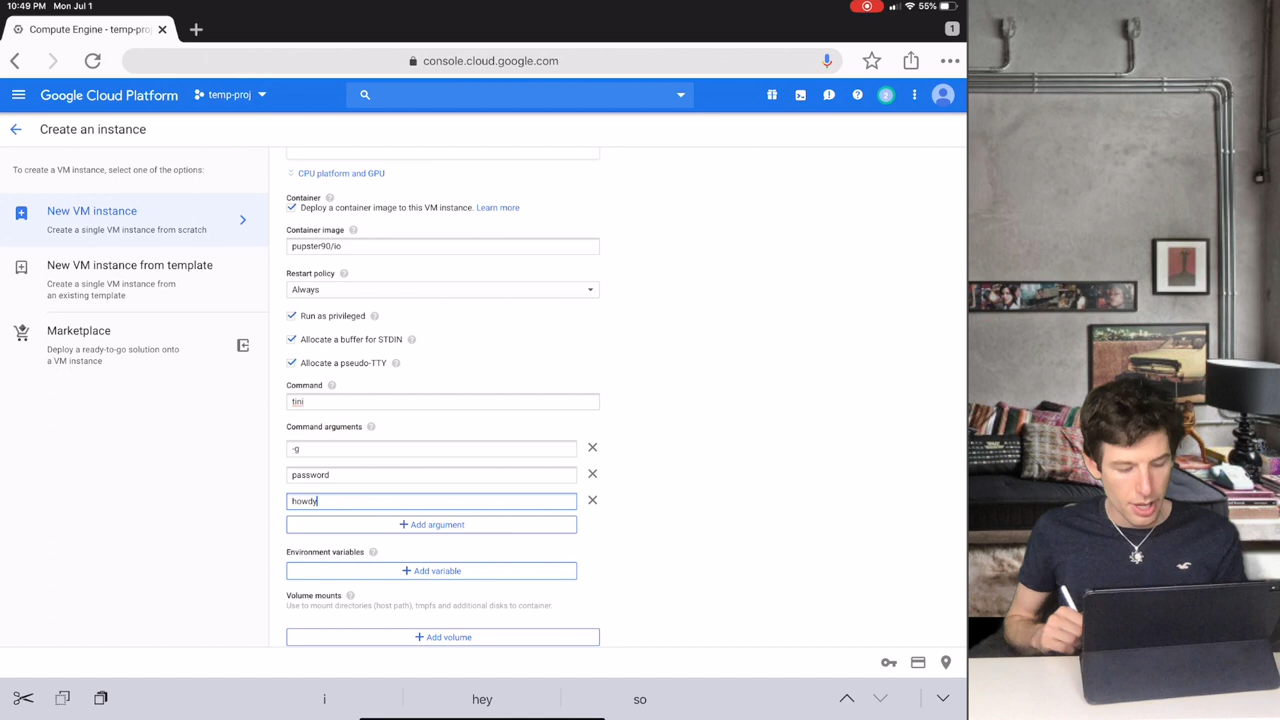 10:49 PM Mon Jul 1
55%
Compute Engine - temp-proj
1
console.cloud.google.com
Google Cloud Platform
temp-proj
2
Create an instance
To create a VM instance, select one of the options:
New VM instance
Create a single VM instance from scratch
New VM instance from template
Create a single VM instance from
an existing template
Marketplace
Deploy a ready-to-go solution onto
a VM instance
CPU platform and GPU
Container
Deploy a container image to this VM instance. Learn more
Container image
pupster90/io
Restart policy
Always
Run as privileged
Allocate a buffer for STDIN
Allocate a pseudo-TTY
Command
tini
Command arguments
-g
password
howdy
+ Add argument
Environment variables
+ Add variable
Volume mounts
Use to mount directories (host path), tmpfs and additional disks to container.
+ Add volume
i
hey
so